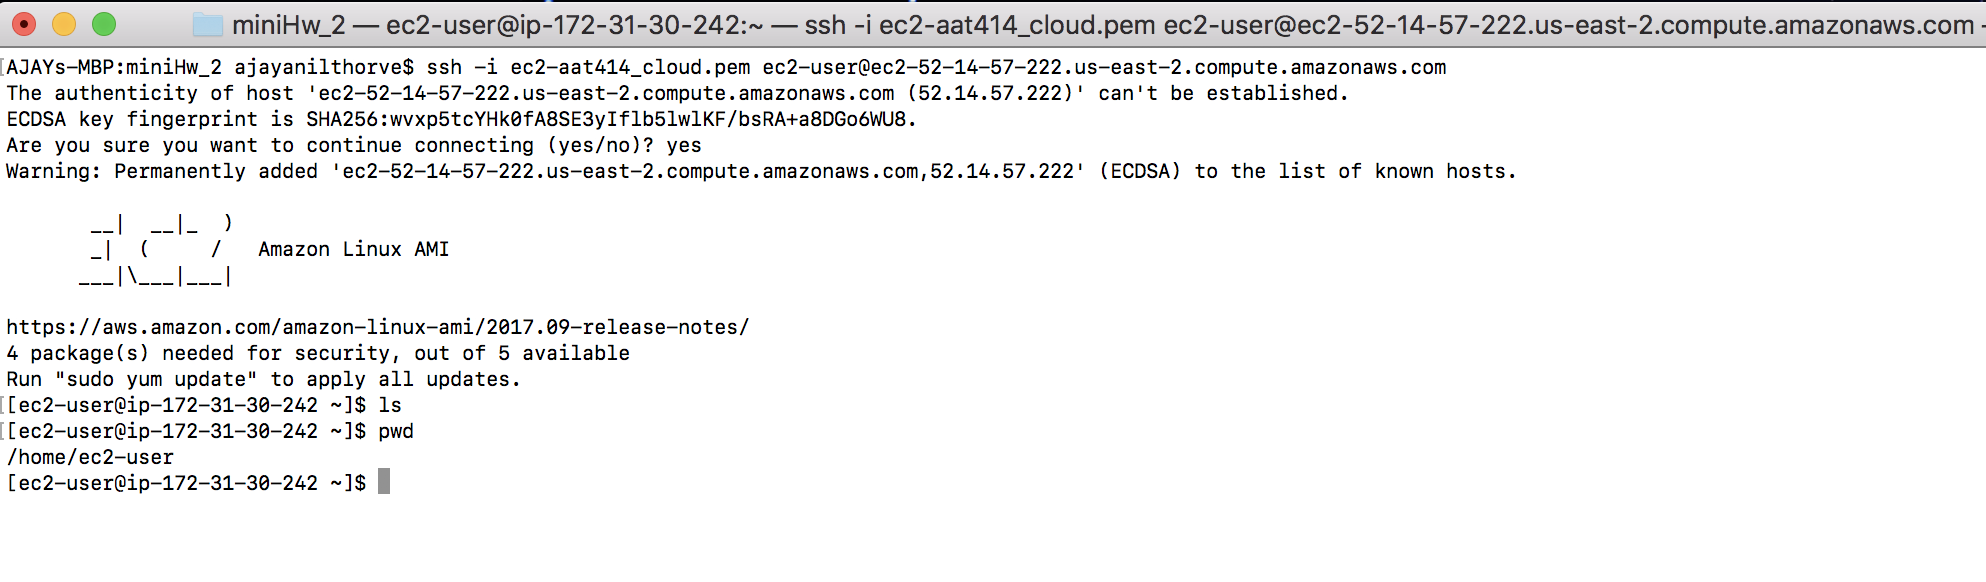 miniHw_2 — ec2-user@ip-172-31-30-242:~ — ssh -i ec2-aat414_cloud.pem ec2-user@ec2-52-14-57-222.us-east-2.compute.amazonaws.com -
[AJAYs-MBP:miniHw_2 ajayanilthorve$ ssh -i ec2-aat414_cloud.pem ec2-user@ec2-52-14-57-222.us-east-2.compute.amazonaws.com
The authenticity of host 'ec2-52-14-57-222.us-east-2.compute.amazonaws.com (52.14.57.222)' can't be established.
ECDSA key fingerprint is SHA256:wvxp5tcYHk0fA8SE3yIflb5lwlKF/bsRA+a8DGo6WU8.
Are you sure you want to continue connecting (yes/no)? yes
Warning: Permanently added 'ec2-52-14-57-222.us-east-2.compute.amazonaws.com,52.14.57.222' (ECDSA) to the list of known hosts.
       __|  __|_  )
       _|  (     /   Amazon Linux AMI
      ___|\___|___|
https://aws.amazon.com/amazon-linux-ami/2017.09-release-notes/
4 package(s) needed for security, out of 5 available
Run "sudo yum update" to apply all updates.
[[ec2-user@ip-172-31-30-242 ~]$ ls
[[ec2-user@ip-172-31-30-242 ~]$ pwd
/home/ec2-user
[ec2-user@ip-172-31-30-242 ~]$